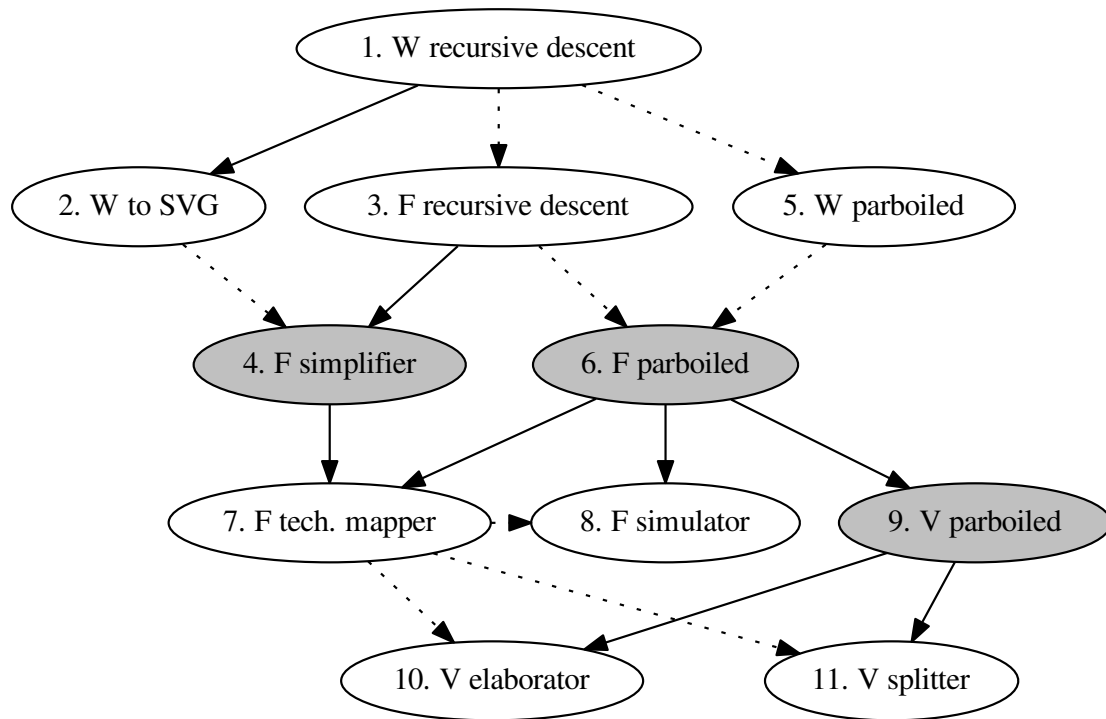 1. W recursive descent
2. W to SVG
3. F recursive descent
5. W parboiled
4. F simplifier
6. F parboiled
7. F tech. mapper
8. F simulator
9. V parboiled
10. V elaborator
11. V splitter